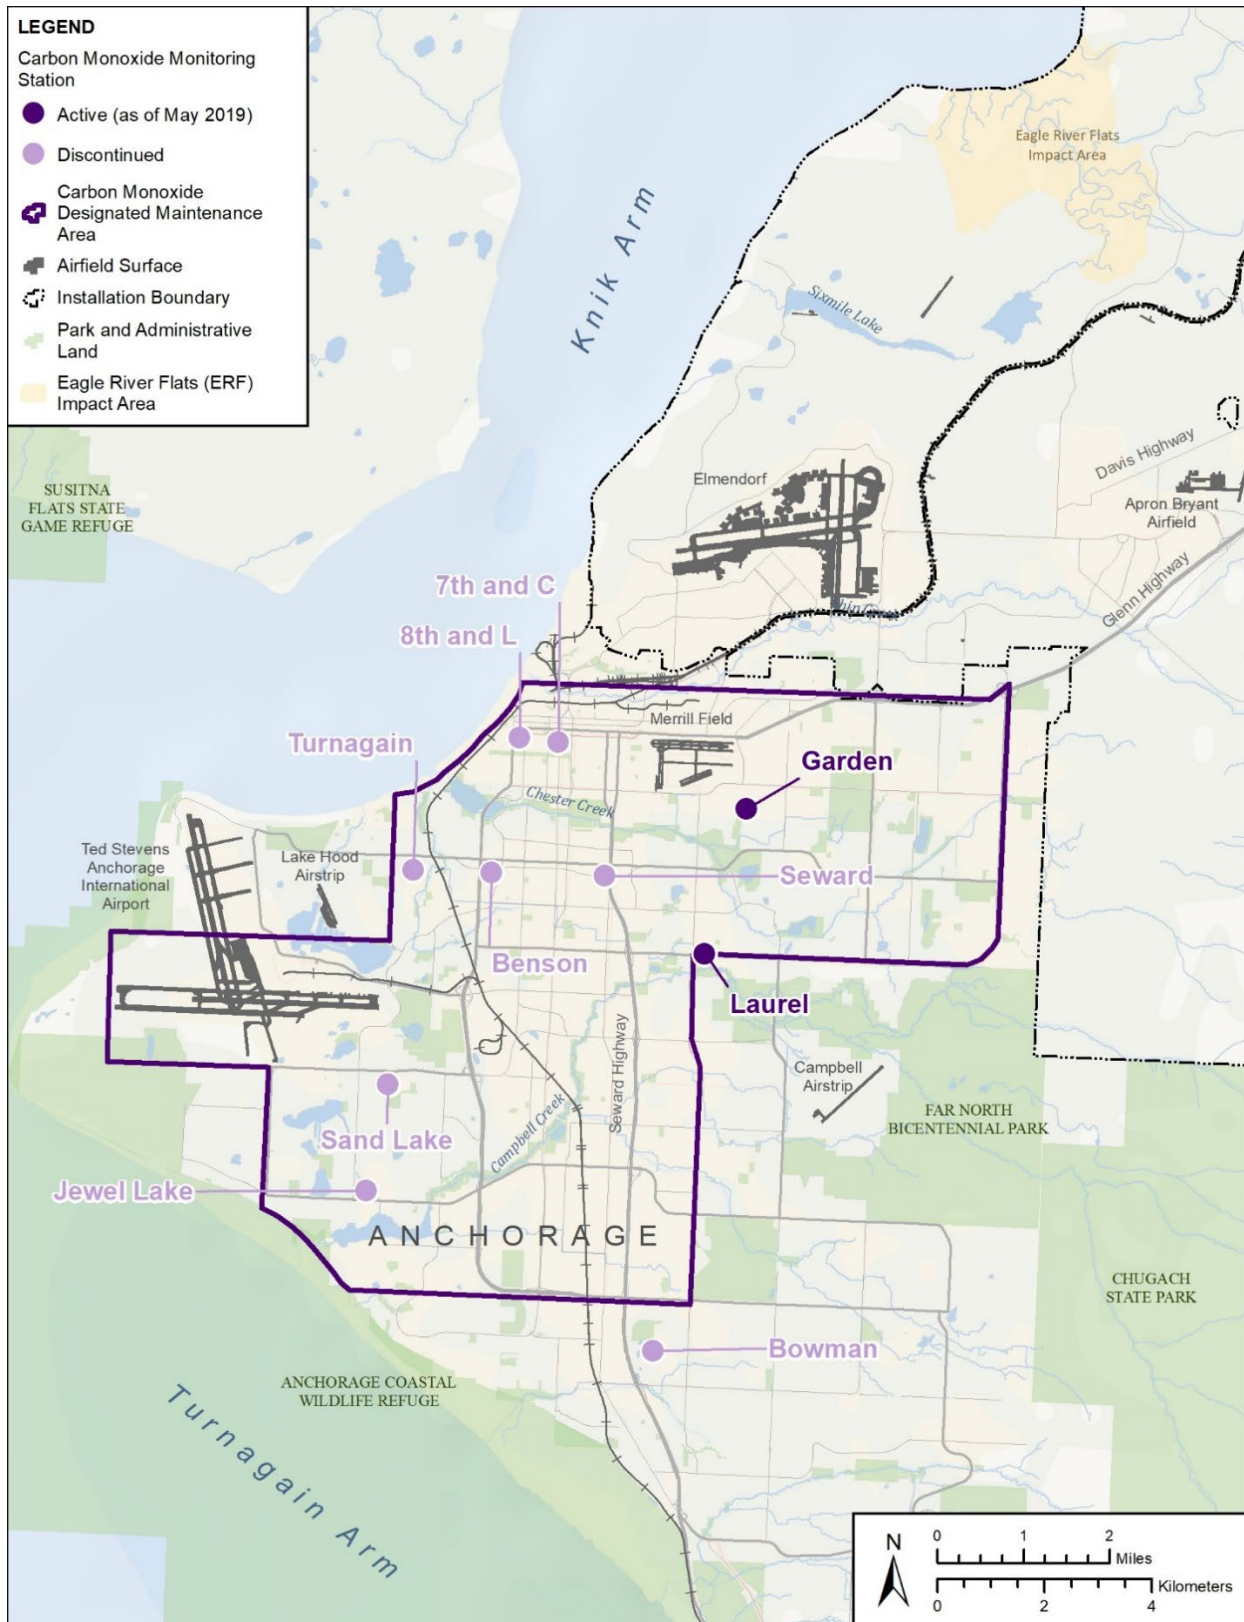 LEGEND
Carbon Monoxide Monitoring
Station
Active (as of May 2019)
Discontinued
Carbon Monoxide
Designated Maintenance
Area
Airfield Surface
Installation Boundary
Park and Administrative
Land
Eagle River Flats (ERF)
Impact Area
Eagle River Flats
Impact Area
Knik Arm
Sixmile Lake
Davis Highway
Elmendorf
Apron Bryant
Airfield
SUSITNA
FLATS STATE
GAME REFUGE
Glenn Highway
7th and C
8th and L
Merrill Field
Turnagain
Garden
Chester Creek
Ted Stevens
Anchorage
International
Airport
Lake Hood
Airstrip
Seward
Benson
Laurel
Seward Highway
Campbell
Airstrip
FAR NORTH
BICENTENNIAL PARK
Sand Lake
Campbell Creek
Jewel Lake
ANCHORAGE
CHUGACH
STATE PARK
Bowman
ANCHORAGE COASTAL
WILDLIFE REFUGE
Turnagain Arm
N
0 1 2
Miles
Kilometers
0 2 4